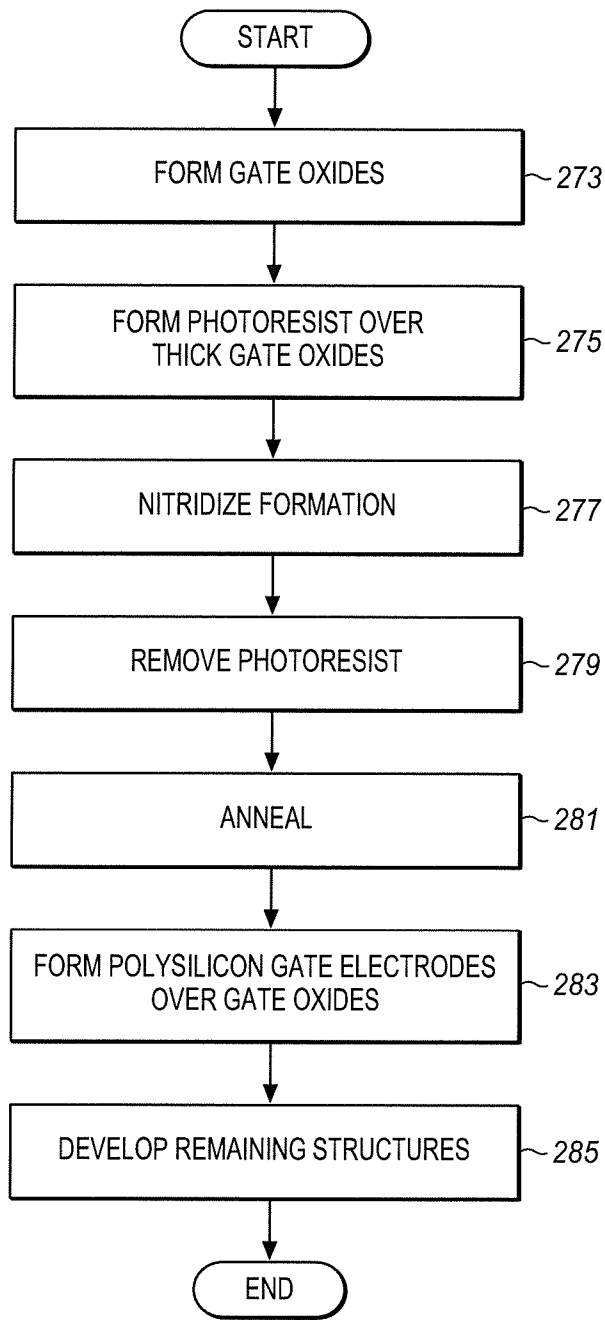 START
FORM GATE OXIDES
273
FORM PHOTORESIST OVER
THICK GATE OXIDES
275
NITRIDIZE FORMATION
277
REMOVE PHOTORESIST
279
ANNEAL
281
FORM POLYSILICON GATE ELECTRODES
OVER GATE OXIDES
283
DEVELOP REMAINING STRUCTURES
285
END